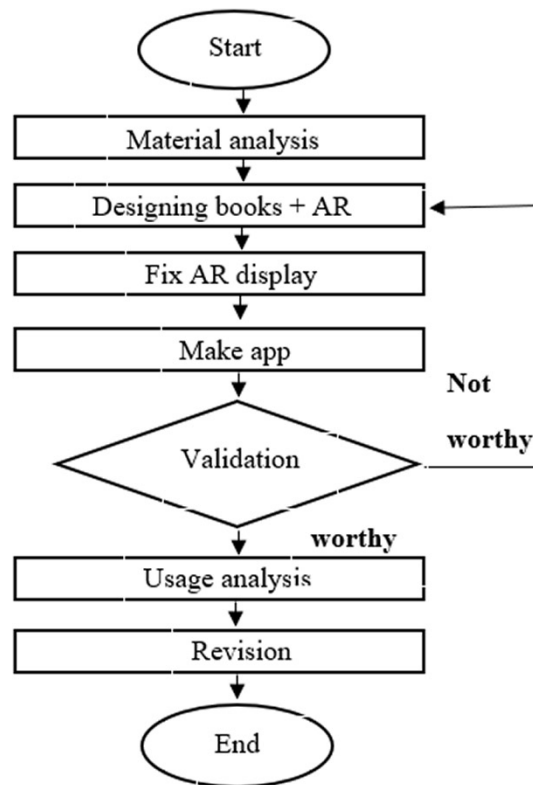 Start
Material analysis
Designing books + AR
Fix AR display
Make app
Not
worthy
Validation
worthy
Usage analysis
Revision
End